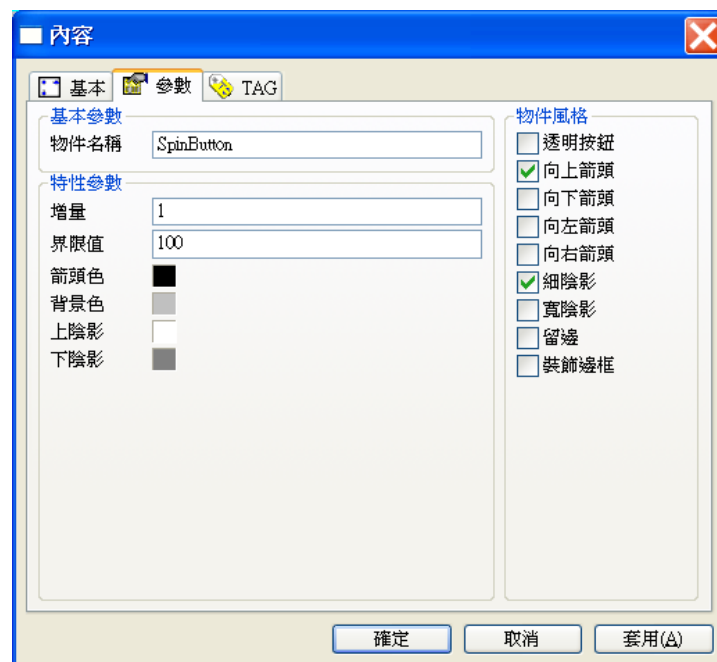 內容
基本 參數 TAG
基本參數
物件名稱 SpinButton
特性參數
增量 1
界限值 100
箭頭色
背景色
上陰影
下陰影
物件風格
透明按鈕
向上箭頭
向下箭頭
向左箭頭
向右箭頭
細陰影
寬陰影
留邊
裝飾邊框
確定 取消 套用(A)